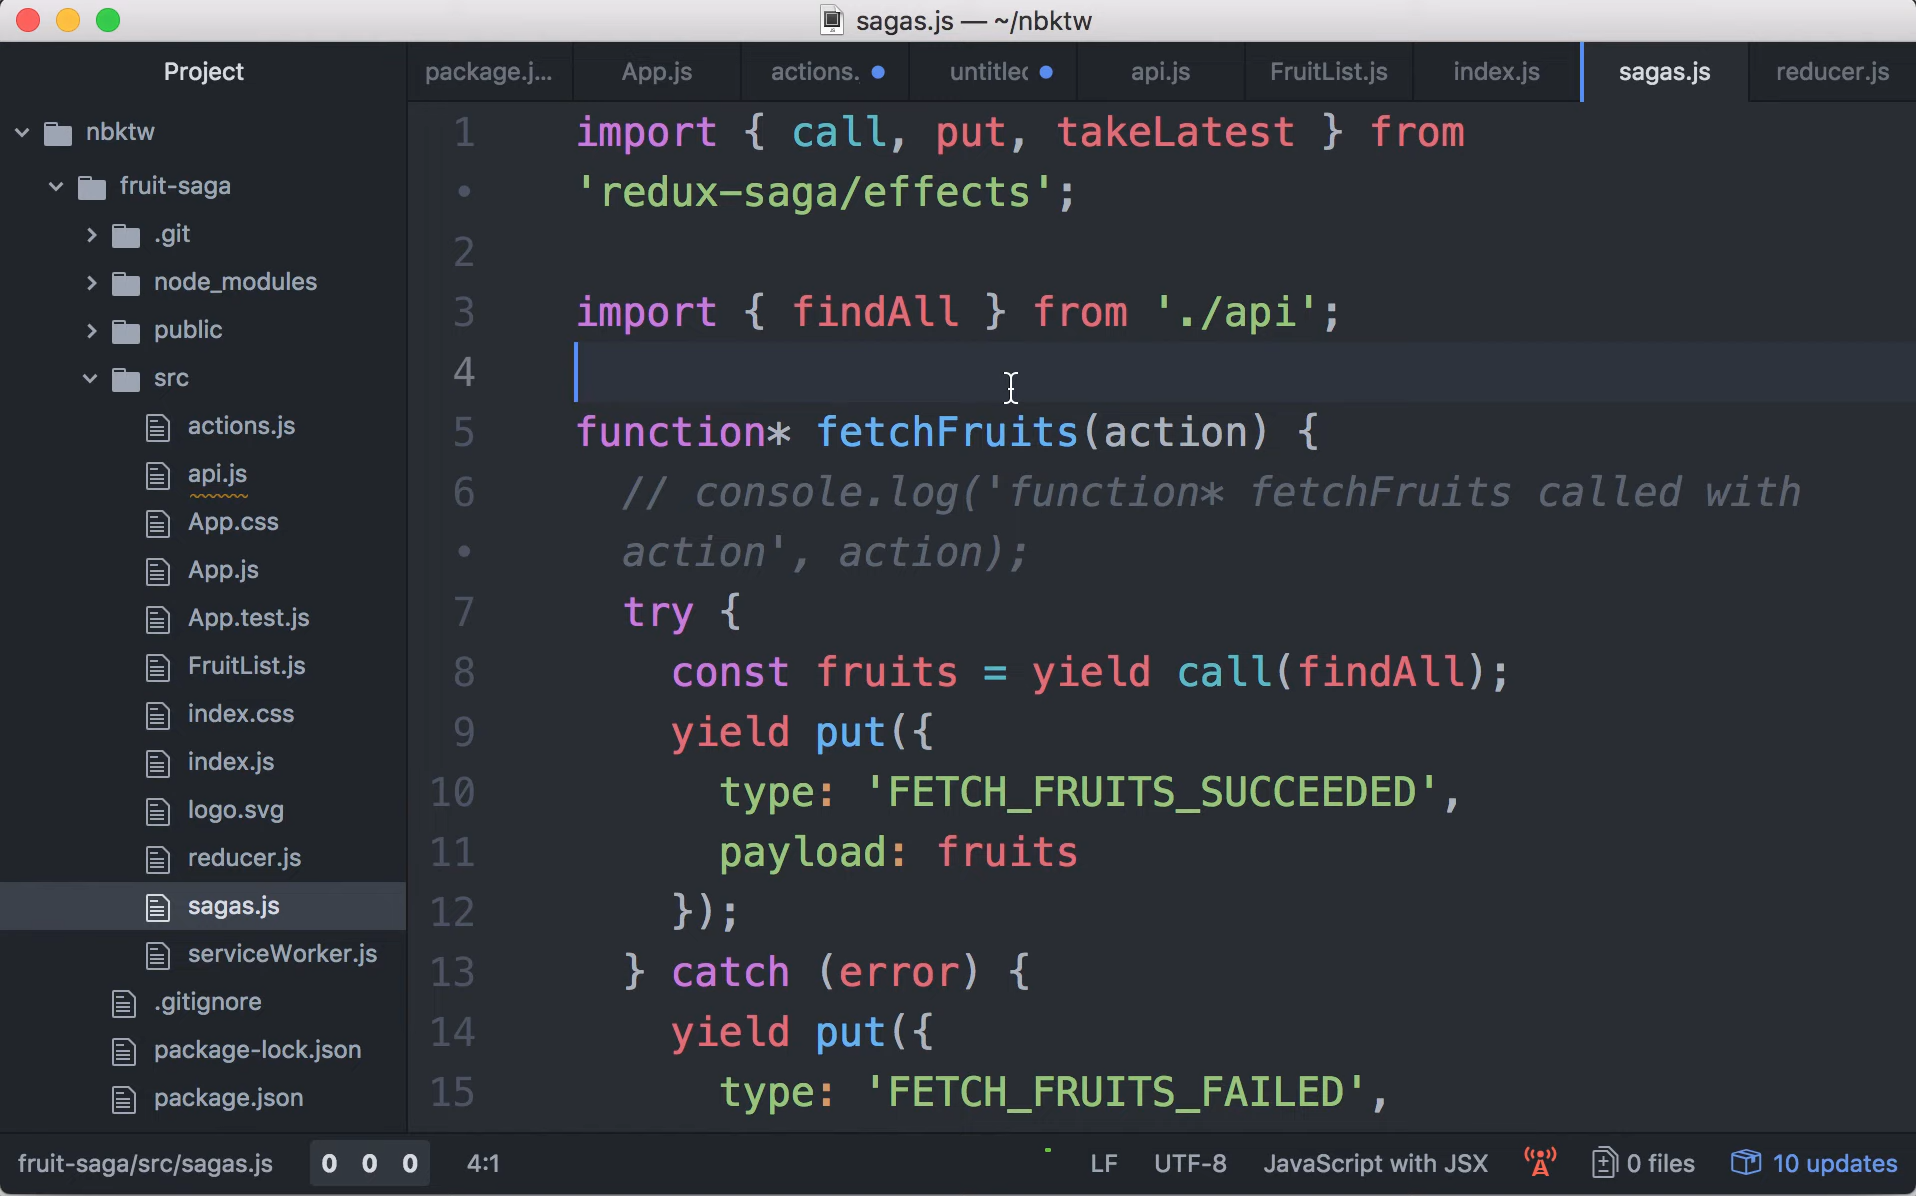 sagas.js — ~/nbktw
Project
package.j...
App.js
actions.
untitlec
api.js
FruitList.js
index.js
sagas.js
reducer.js
nbktw
fruit-saga
.git
node_modules
public
src
actions.js
api.js
App.css
App.js
App.test.js
FruitList.js
index.css
index.js
logo.svg
reducer.js
sagas.js
serviceWorker.js
.gitignore
package-lock.json
package.json
1 import { call, put, takeLatest } from
• 'redux-saga/effects';
2
3 import { findAll } from './api';
4
5 function* fetchFruits(action) {
6 // console.log('function* fetchFruits called with
• action', action);
7 try {
8 const fruits = yield call(findAll);
9 yield put({
10 type: 'FETCH_FRUITS_SUCCEEDED',
11 payload: fruits
12 });
13 } catch (error) {
14 yield put({
15 type: 'FETCH_FRUITS_FAILED',
fruit-saga/src/sagas.js 0 0 0 4:1 LF UTF-8 JavaScript with JSX 0 files 10 updates